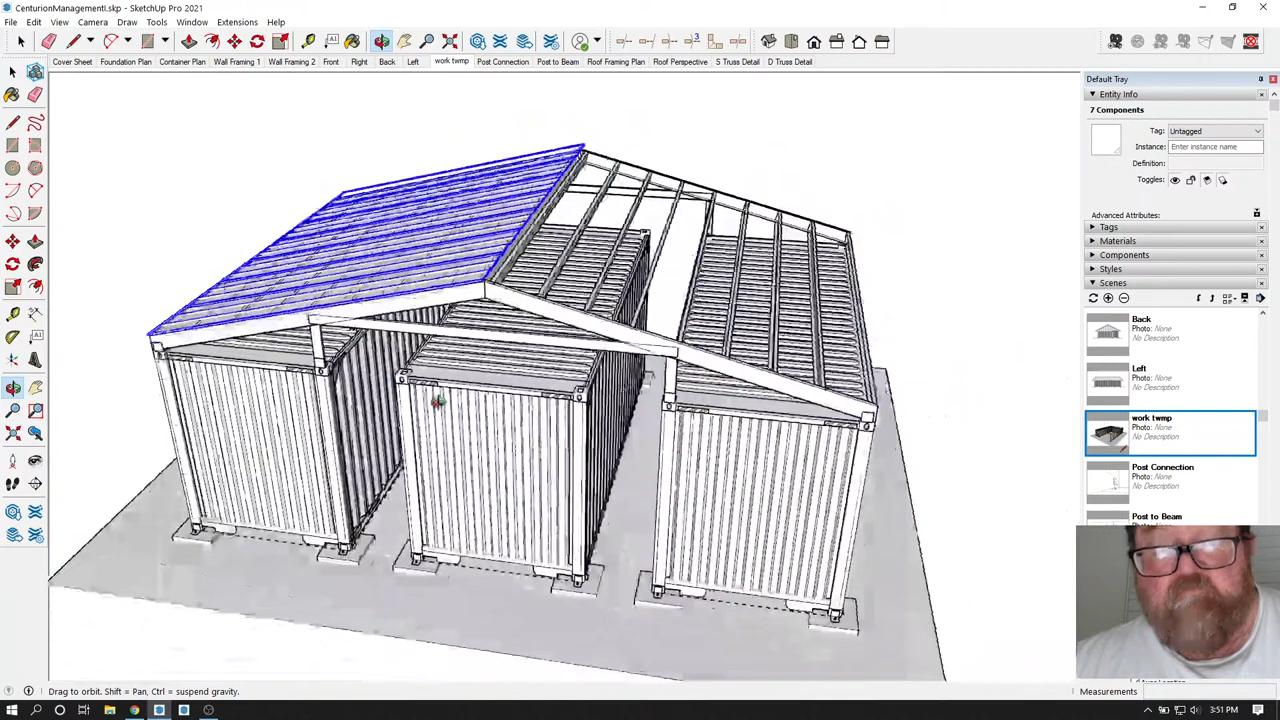 CenturionManagementI.skp - SketchUp Pro 2021
File Edit View Camera Draw Tools Window Extensions Help
Cover Sheet Foundation Plan Container Plan Wall Framing 1 Wall Framing 2 Front Right Back Left work twmp Post Connection Post to Beam Roof Framing Plan Roof Perspective S Truss Detail D Truss Detail
Default Tray
Entity Info
7 Components
Tag: Untagged
Instance: Enter instance name
Definition:
Toggles:
Advanced Attributes:
Tags
Materials
Components
Styles
Scenes
Back
Photo: None
No Description
Left
Photo: None
No Description
work twmp
Photo: None
No Description
Post Connection
Photo: None
No Description
Post to Beam
Drag to orbit. Shift = Pan, Ctrl = suspend gravity.
Measurements
3:51 PM